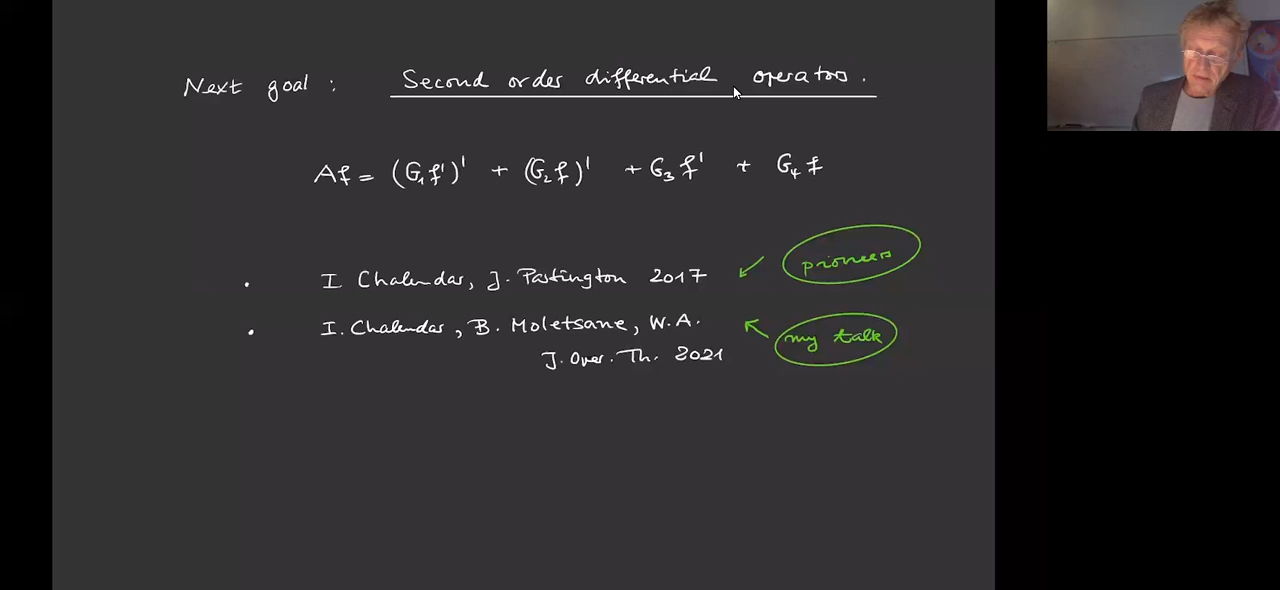 Next goal : Second order differential operators.
Af = (G₁f')' + (G₂f)' + G₃f' + G₄f
• I Chalendar, J. Partington 2017 ↙ pioneers
• I. Chalendar, B. Moletsane, W.A. ↖ my talk
J. Oper. Th. 2021